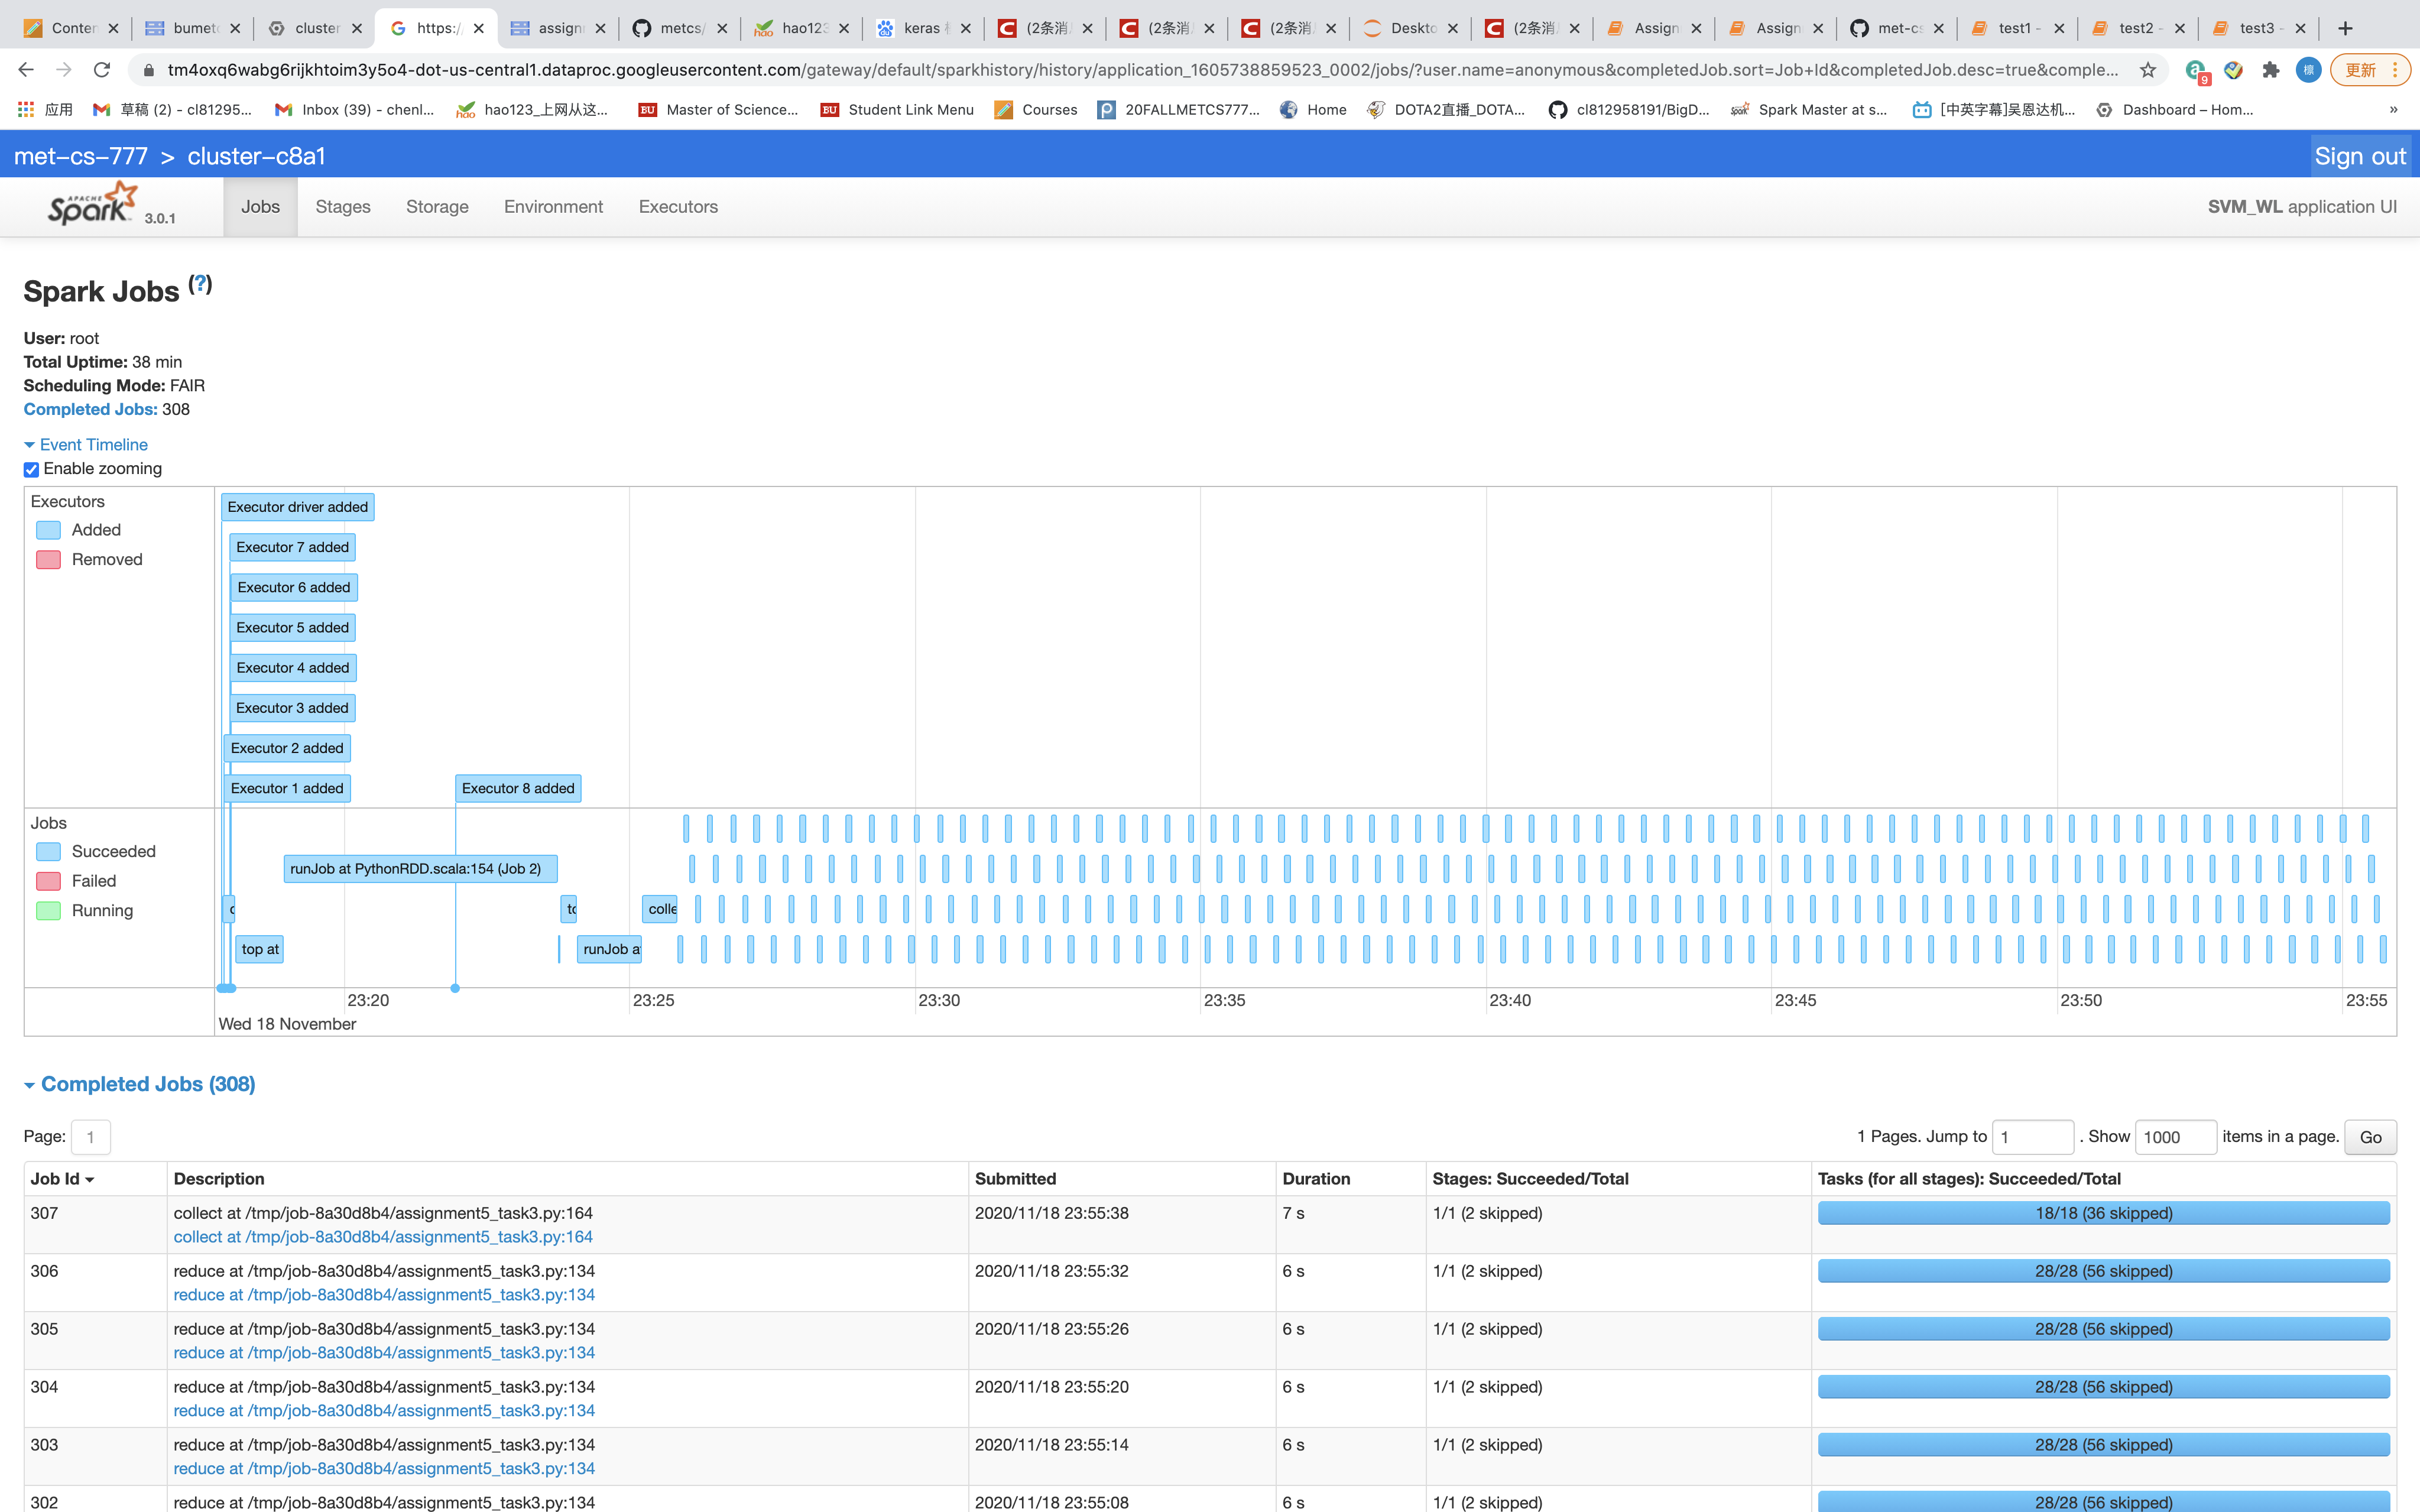 Conten
bumetc
cluster
https:/
assignr
metcs/
hao123
keras
(2条消
(2条消
(2条消
Deskto
(2条消
Assign
Assign
met-cs
test1 -
test2 -
test3 -
tm4oxq6wabg6rijkhtoim3y5o4-dot-us-central1.dataproc.googleusercontent.com/gateway/default/sparkhistory/history/application_1605738859523_0002/jobs/?user.name=anonymous&completedJob.sort=Job+Id&completedJob.desc=true&comple...
9
更新
应用
草稿 (2) - cl81295...
Inbox (39) - chenl...
hao123_上网从这...
BU Master of Science...
BU Student Link Menu
Courses
20FALLMETCS777...
Home
DOTA2直播_DOTA...
cl812958191/BigD...
Spark Master at s...
[中英字幕]吴恩达机...
Dashboard – Hom...
»
met-cs-777 > cluster-c8a1
Sign out
APACHE Spark 3.0.1
Jobs
Stages
Storage
Environment
Executors
SVM_WL application UI
Spark Jobs (?)
User: root
Total Uptime: 38 min
Scheduling Mode: FAIR
Completed Jobs: 308
Event Timeline
Enable zooming
Executors
Added
Removed
Executor driver added
Executor 7 added
Executor 6 added
Executor 5 added
Executor 4 added
Executor 3 added
Executor 2 added
Executor 1 added
Executor 8 added
Jobs
Succeeded
Failed
Running
runJob at PythonRDD.scala:154 (Job 2)
c
to
colle
top at
runJob a
23:20
23:25
23:30
23:35
23:40
23:45
23:50
23:55
Wed 18 November
Completed Jobs (308)
Page: 1
1 Pages. Jump to 1 . Show 1000 items in a page. Go
Job Id Description Submitted Duration Stages: Succeeded/Total Tasks (for all stages): Succeeded/Total
307 collect at /tmp/job-8a30d8b4/assignment5_task3.py:164 2020/11/18 23:55:38 7 s 1/1 (2 skipped) 18/18 (36 skipped)
collect at /tmp/job-8a30d8b4/assignment5_task3.py:164
306 reduce at /tmp/job-8a30d8b4/assignment5_task3.py:134 2020/11/18 23:55:32 6 s 1/1 (2 skipped) 28/28 (56 skipped)
reduce at /tmp/job-8a30d8b4/assignment5_task3.py:134
305 reduce at /tmp/job-8a30d8b4/assignment5_task3.py:134 2020/11/18 23:55:26 6 s 1/1 (2 skipped) 28/28 (56 skipped)
reduce at /tmp/job-8a30d8b4/assignment5_task3.py:134
304 reduce at /tmp/job-8a30d8b4/assignment5_task3.py:134 2020/11/18 23:55:20 6 s 1/1 (2 skipped) 28/28 (56 skipped)
reduce at /tmp/job-8a30d8b4/assignment5_task3.py:134
303 reduce at /tmp/job-8a30d8b4/assignment5_task3.py:134 2020/11/18 23:55:14 6 s 1/1 (2 skipped) 28/28 (56 skipped)
reduce at /tmp/job-8a30d8b4/assignment5_task3.py:134
302 reduce at /tmp/job-8a30d8b4/assignment5_task3.py:134 2020/11/18 23:55:08 6 s 1/1 (2 skipped) 28/28 (56 skipped)